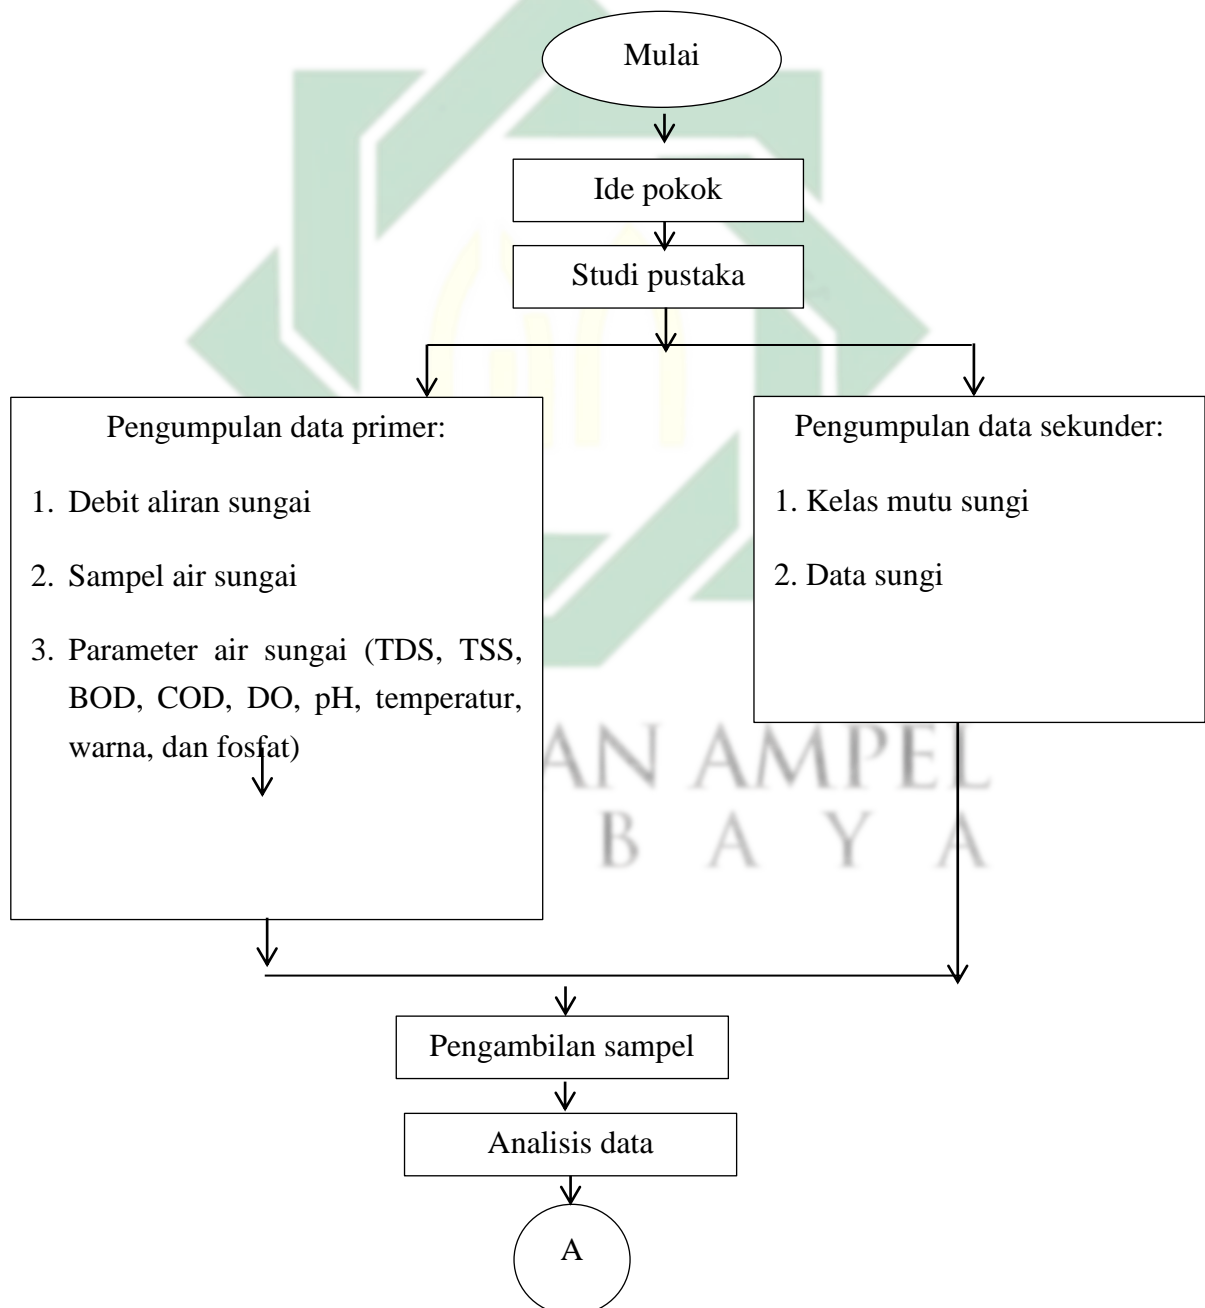 Mulai
Ide pokok
Studi pustaka
Pengumpulan data primer:
1. Debit aliran sungai
2. Sampel air sungai
3. Parameter air sungai (TDS, TSS,
BOD, COD, DO, pH, temperatur,
warna, dan fosfat)
Pengumpulan data sekunder:
1. Kelas mutu sungi
2. Data sungi
AN AMPEL
B A Y A
Pengambilan sampel
Analisis data
A